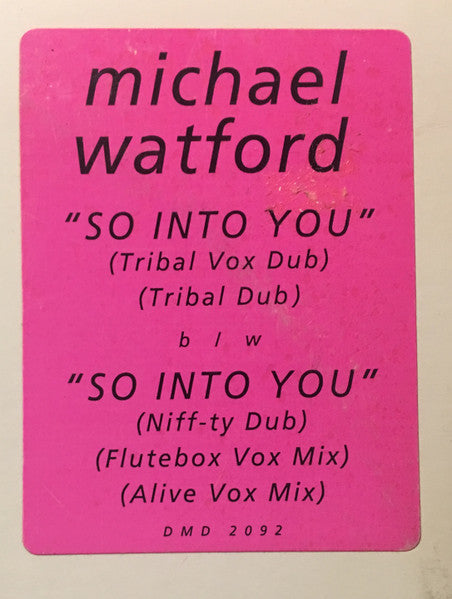 michael
watford
"SO INTO YOU"
(Tribal Vox Dub)
(Tribal Dub)
b / w
"SO INTO YOU"
(Niff-ty Dub)
(Flutebox Vox Mix)
(Alive Vox Mix)
DMD 2092